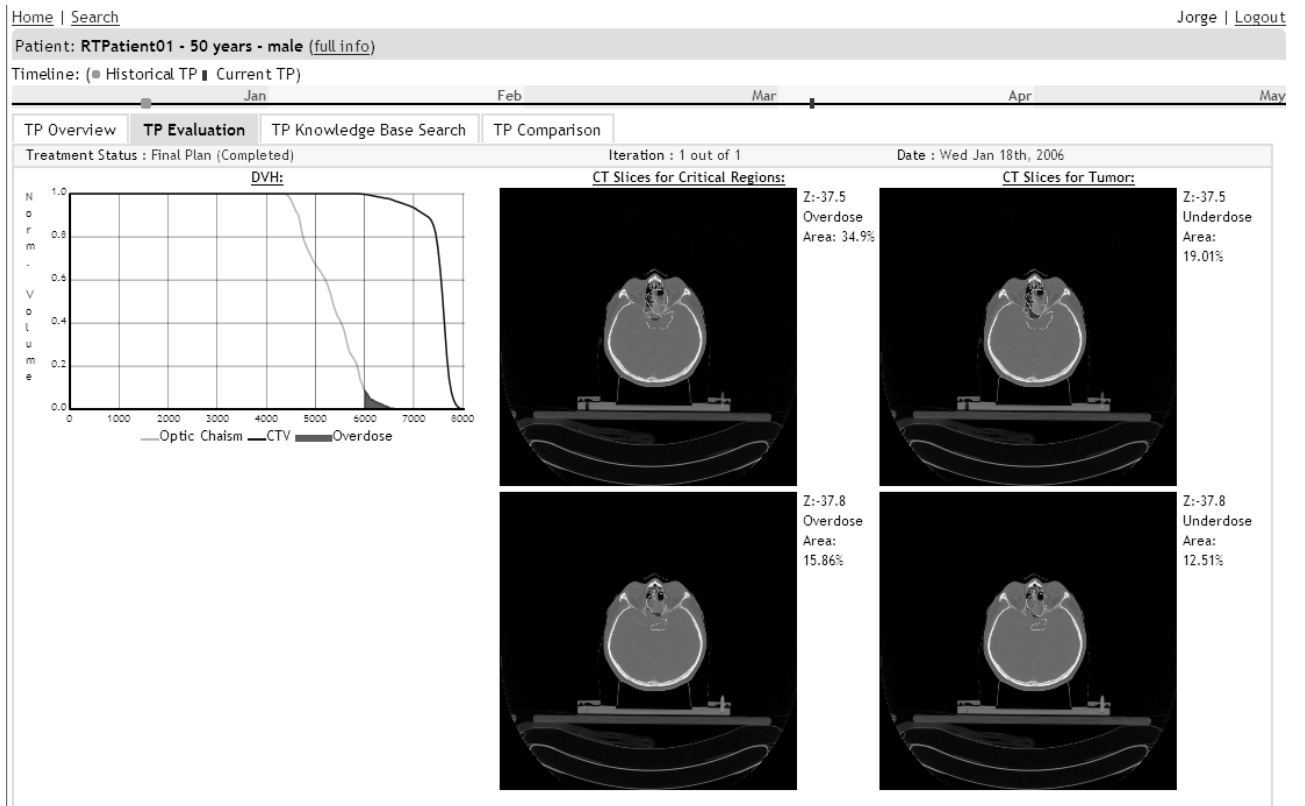 Home | Search
Jorge | Logout
Patient: RTPatient01 - 50 years - male (full info)
Timeline: (Historical TP Current TP)
Jan Feb Mar Apr May
TP Overview TP Evaluation TP Knowledge Base Search TP Comparison
Treatment Status : Final Plan (Completed) Iteration : 1 out of 1 Date : Wed Jan 18th, 2006
DVH:
Norm. Volume
1.0
0.8
0.6
0.4
0.2
0.0
0 1000 2000 3000 4000 5000 6000 7000 8000
Optic Chaism CTV Overdose
CT Slices for Critical Regions:
Z:-37.5
Overdose
Area: 34.9%
Z:-37.8
Overdose
Area:
15.86%
CT Slices for Tumor:
Z:-37.5
Underdose
Area:
19.01%
Z:-37.8
Underdose
Area:
12.51%